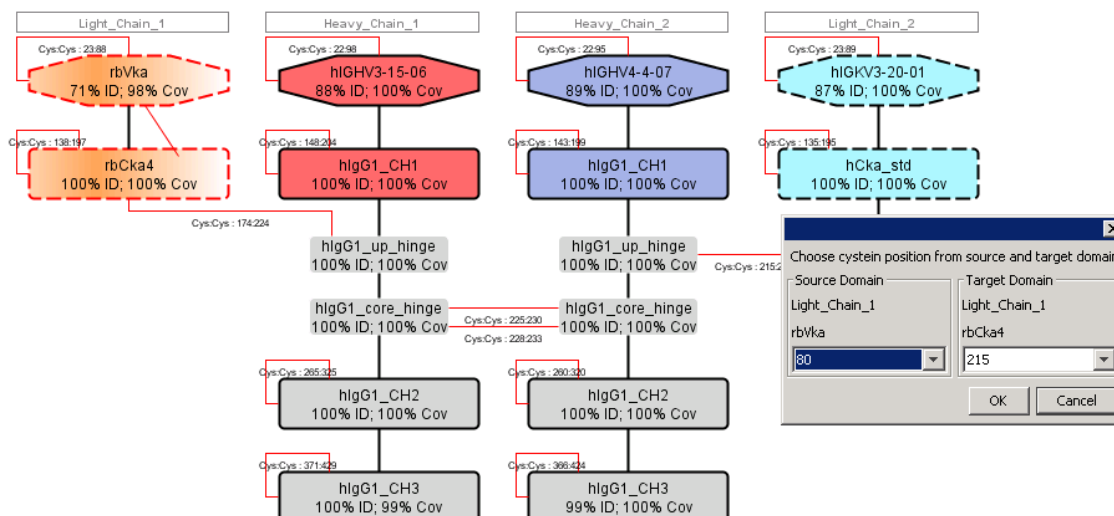 Light_Chain_1
Heavy_Chain_1
Heavy_Chain_2
Light_Chain_2
Cys:Cys : 23:88
Cys:Cys : 22:98
Cys:Cys : 22:95
Cys:Cys : 23:89
rbVka
71% ID; 98% Cov
hIGHV3-15-06
88% ID; 100% Cov
hIGHV4-4-07
89% ID; 100% Cov
hIGKV3-20-01
87% ID; 100% Cov
Cys:Cys : 138:197
Cys:Cys : 148:204
Cys:Cys : 143:199
Cys:Cys : 135:195
rbCka4
100% ID; 100% Cov
hIgG1_CH1
100% ID; 100% Cov
hIgG1_CH1
100% ID; 100% Cov
hCka_std
100% ID; 100% Cov
Cys:Cys : 174:224
hIgG1_up_hinge
100% ID; 100% Cov
hIgG1_up_hinge
100% ID; 100% Cov
Cys:Cys : 215:2
hIgG1_core_hinge
100% ID; 100% Cov
hIgG1_core_hinge
100% ID; 100% Cov
Cys:Cys : 225:230
Cys:Cys : 228:233
Cys:Cys : 265:325
Cys:Cys : 260:320
hIgG1_CH2
100% ID; 100% Cov
hIgG1_CH2
100% ID; 100% Cov
Cys:Cys : 371:429
Cys:Cys : 366:424
hIgG1_CH3
100% ID; 99% Cov
hIgG1_CH3
99% ID; 100% Cov
Choose cystein position from source and target domain
Source Domain
Target Domain
Light_Chain_1
Light_Chain_1
rbVka
rbCka4
80
215
OK
Cancel